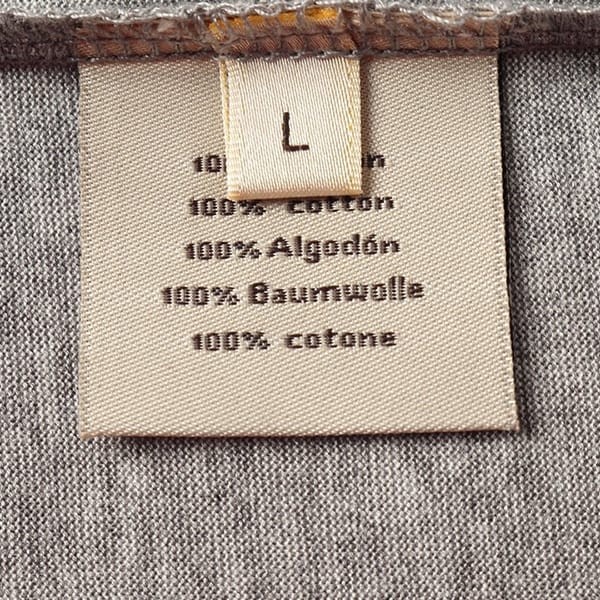 L
100% cotton
100% Algodón
100% Baumwolle
100% cotone